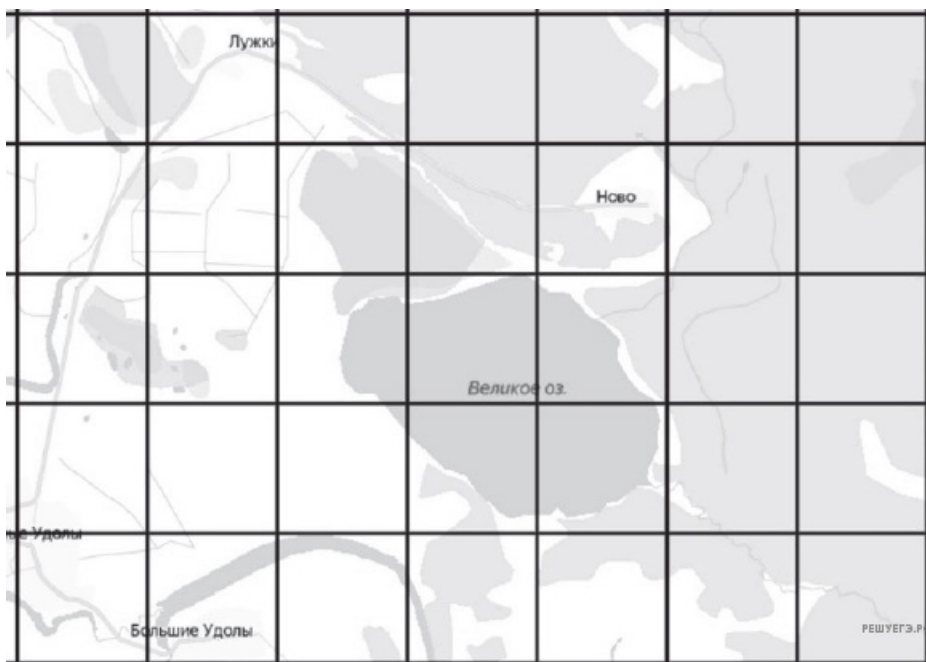 Лужки
Ново
Великое оз.
Удолы
Большие Удолы
РЕШУЕГЭ.Р